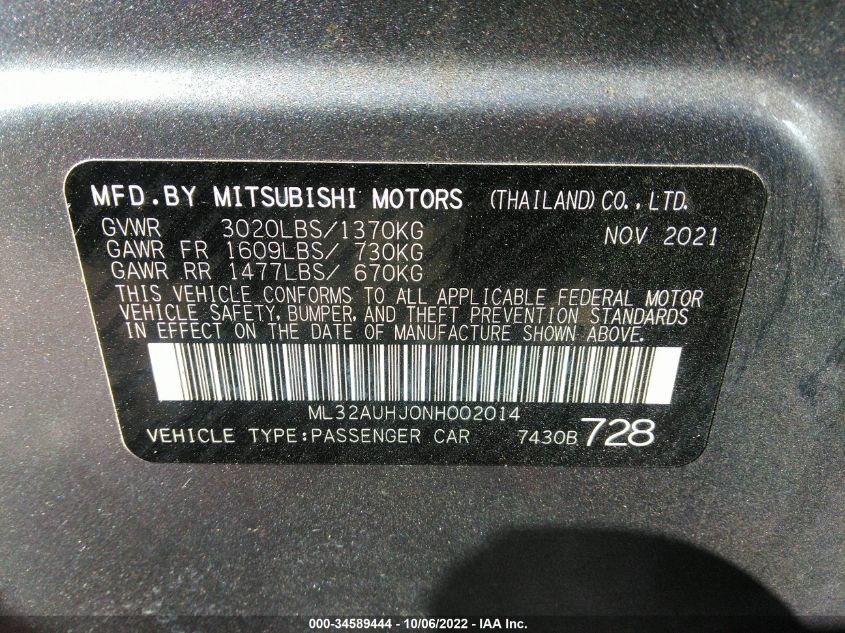 MFD.BY MITSUBISHI MOTORS (THAILAND) CO., LTD.
GVWR 3020LBS/1370KG NOV 2021
GAWR FR 1609LBS/ 730KG
GAWR RR 1477LBS/ 670KG
THIS VEHICLE CONFORMS TO ALL APPLICABLE FEDERAL MOTOR
VEHICLE SAFETY, BUMPER, AND THEFT PREVENTION STANDARDS
IN EFFECT ON THE DATE OF MANUFACTURE SHOWN ABOVE.
ML32AUHJ0NH002014
VEHICLE TYPE:PASSENGER CAR 7430B 728
000-34589444 - 10/06/2022 - IAA Inc.